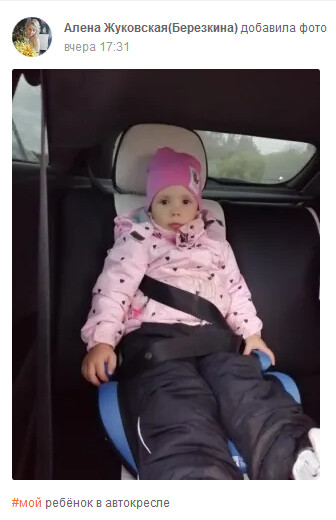 Алена Жуковская(Березкина) добавила фото
вчера 17:31
#мой ребёнок в автокресле